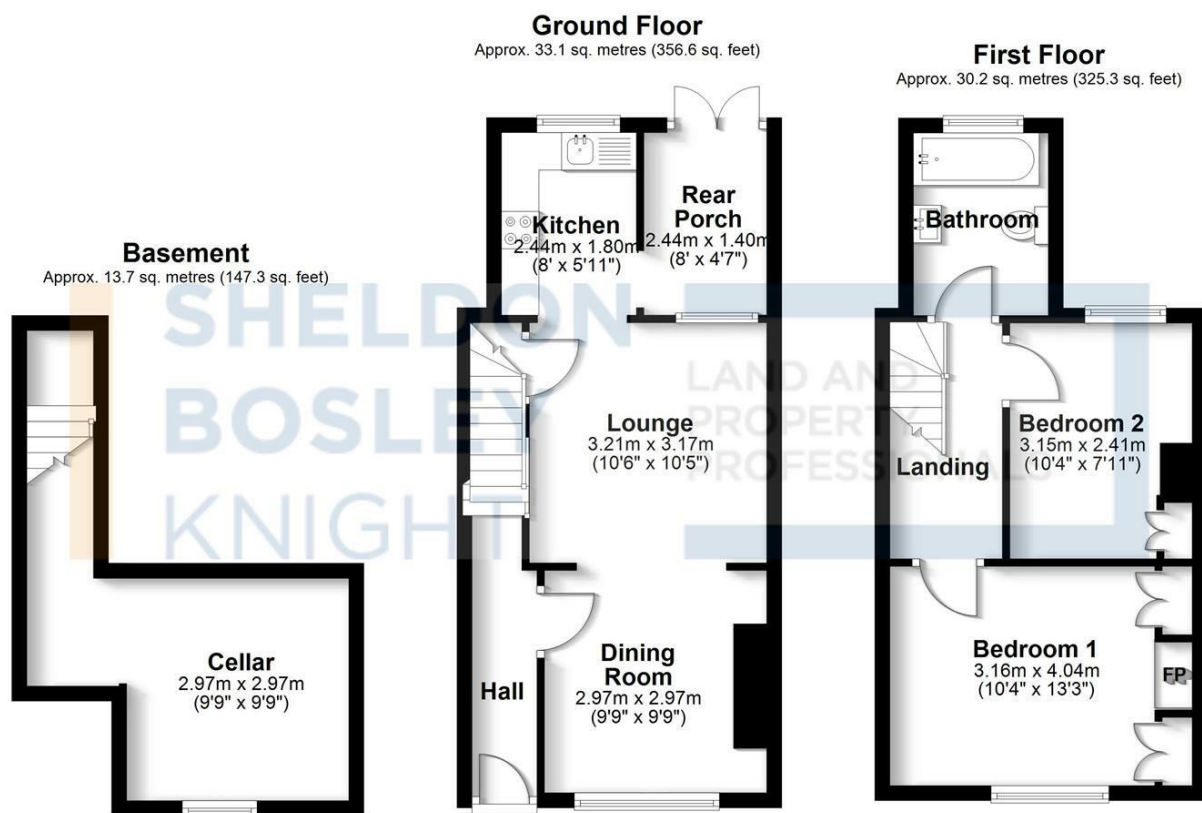 Ground Floor
Approx. 33.1 sq. metres (356.6 sq. feet)
First Floor
Approx. 30.2 sq. metres (325.3 sq. feet)
Basement
Approx. 13.7 sq. metres (147.3 sq. feet)
Kitchen
2.44m x 1.80m
(8' x 5'11")
Rear
Porch
2.44m x 1.40m
(8' x 4'7")
Bathroom
SHELDON
BOSLEY
KNIGHT
LAND AND
PROPERTY
PROFESSIONALS
Lounge
3.21m x 3.17m
(10'6" x 10'5")
Landing
Bedroom 2
3.15m x 2.41m
(10'4" x 7'11")
Cellar
2.97m x 2.97m
(9'9" x 9'9")
Hall
Dining
Room
2.97m x 2.97m
(9'9" x 9'9")
Bedroom 1
3.16m x 4.04m
(10'4" x 13'3")
FP